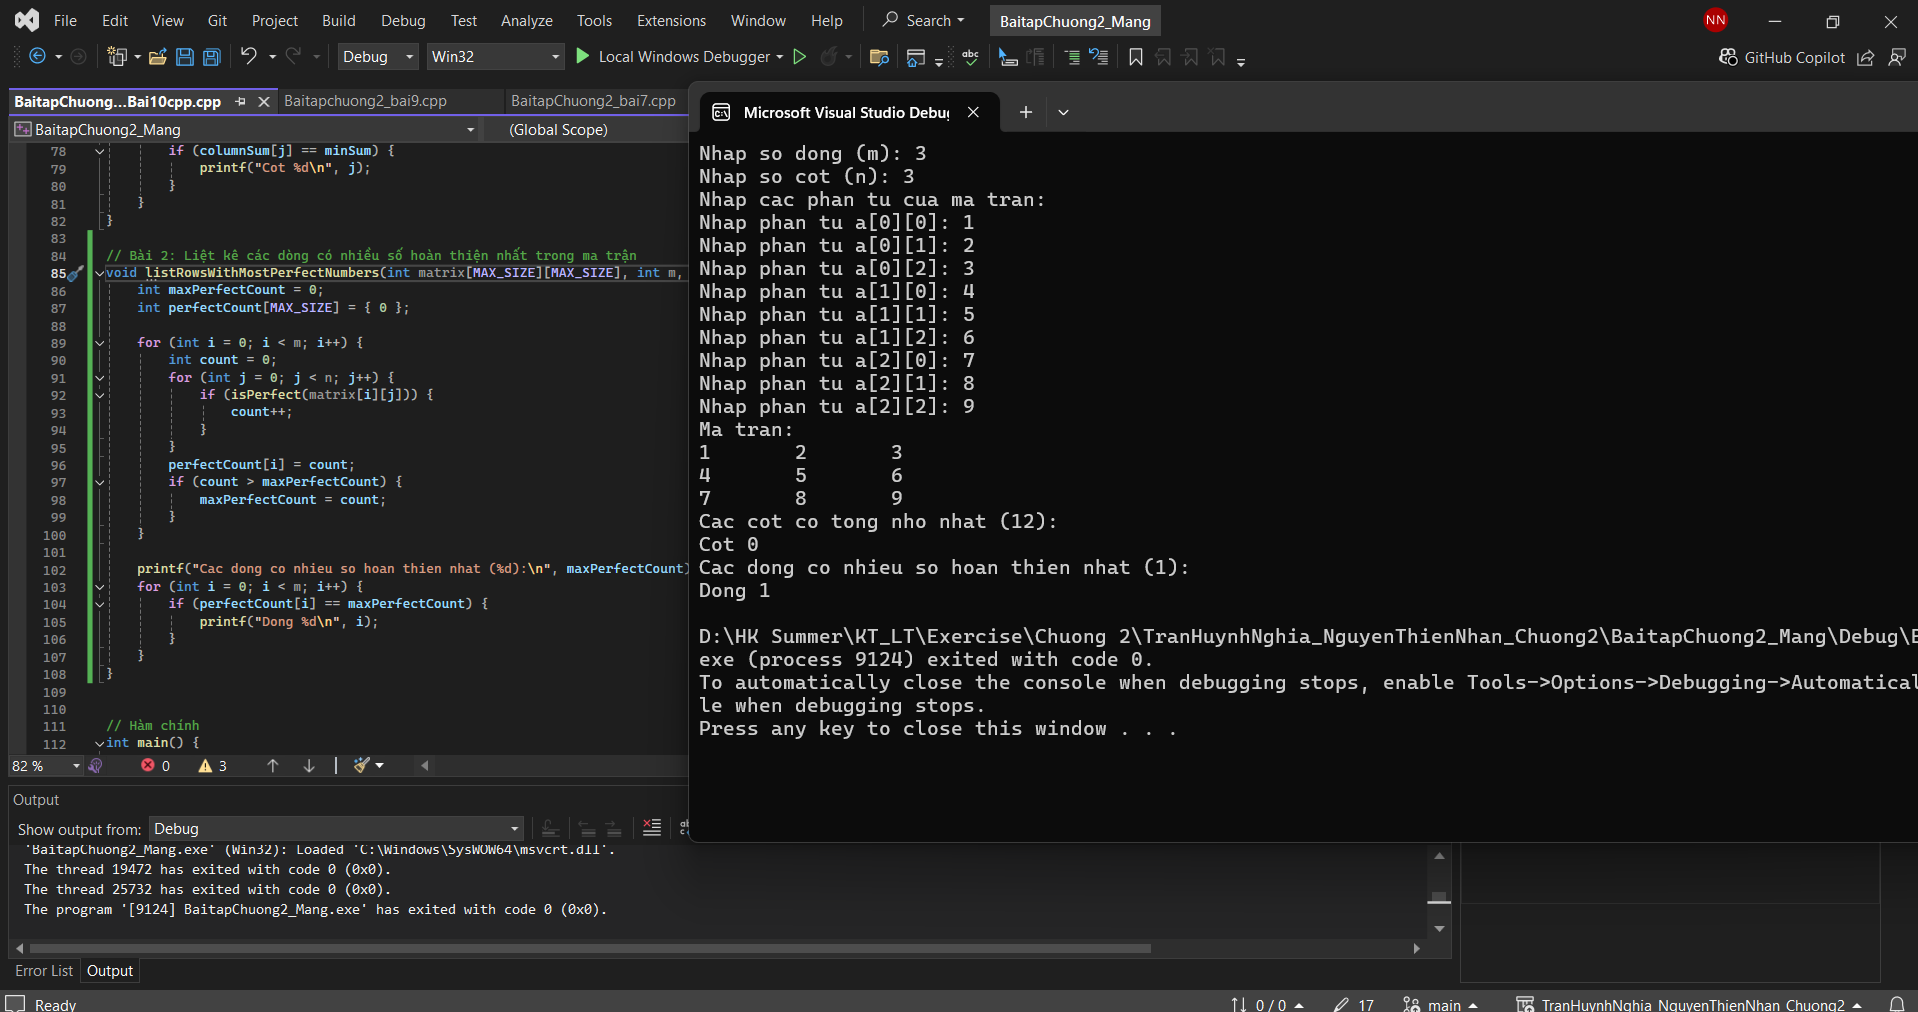 File Edit View Git Project Build Debug Test Analyze Tools Extensions Window Help Search BaitapChuong2_Mang NN
Debug Win32 Local Windows Debugger GitHub Copilot
BaitapChuong...Bai10cpp.cpp Baitapchuong2_bai9.cpp BaitapChuong2_bai7.cpp
BaitapChuong2_Mang (Global Scope)
78 if (columnSum[j] == minSum) {
79 printf("Cot %d\n", j);
80 }
81 }
82 }
83
84 // Bài 2: Liệt kê các dòng có nhiều số hoàn thiện nhất trong ma trận
85 void listRowsWithMostPerfectNumbers(int matrix[MAX_SIZE][MAX_SIZE], int m,
86 int maxPerfectCount = 0;
87 int perfectCount[MAX_SIZE] = { 0 };
88
89 for (int i = 0; i < m; i++) {
90 int count = 0;
91 for (int j = 0; j < n; j++) {
92 if (isPerfect(matrix[i][j])) {
93 count++;
94 }
95 }
96 perfectCount[i] = count;
97 if (count > maxPerfectCount) {
98 maxPerfectCount = count;
99 }
100 }
101
102 printf("Cac dong co nhieu so hoan thien nhat (%d):\n", maxPerfectCount)
103 for (int i = 0; i < m; i++) {
104 if (perfectCount[i] == maxPerfectCount) {
105 printf("Dong %d\n", i);
106 }
107 }
108 }
109
110
111 // Hàm chính
112 int main() {
82 % 0 3
Microsoft Visual Studio Debu
Nhap so dong (m): 3
Nhap so cot (n): 3
Nhap cac phan tu cua ma tran:
Nhap phan tu a[0][0]: 1
Nhap phan tu a[0][1]: 2
Nhap phan tu a[0][2]: 3
Nhap phan tu a[1][0]: 4
Nhap phan tu a[1][1]: 5
Nhap phan tu a[1][2]: 6
Nhap phan tu a[2][0]: 7
Nhap phan tu a[2][1]: 8
Nhap phan tu a[2][2]: 9
Ma tran:
1 2 3
4 5 6
7 8 9
Cac cot co tong nho nhat (12):
Cot 0
Cac dong co nhieu so hoan thien nhat (1):
Dong 1
D:\HK Summer\KT_LT\Exercise\Chuong 2\TranHuynhNghia_NguyenThienNhan_Chuong2\BaitapChuong2_Mang\Debug\
exe (process 9124) exited with code 0.
To automatically close the console when debugging stops, enable Tools->Options->Debugging->Automatical
le when debugging stops.
Press any key to close this window . . .
Output
Show output from: Debug
'BaitapChuong2_Mang.exe' (Win32): Loaded 'C:\Windows\SysWOW64\msvcrt.dll'.
The thread 19472 has exited with code 0 (0x0).
The thread 25732 has exited with code 0 (0x0).
The program '[9124] BaitapChuong2_Mang.exe' has exited with code 0 (0x0).
Error List Output
Ready 0 / 0 17 main TranHuynhNghia_NguyenThienNhan_Chuong2